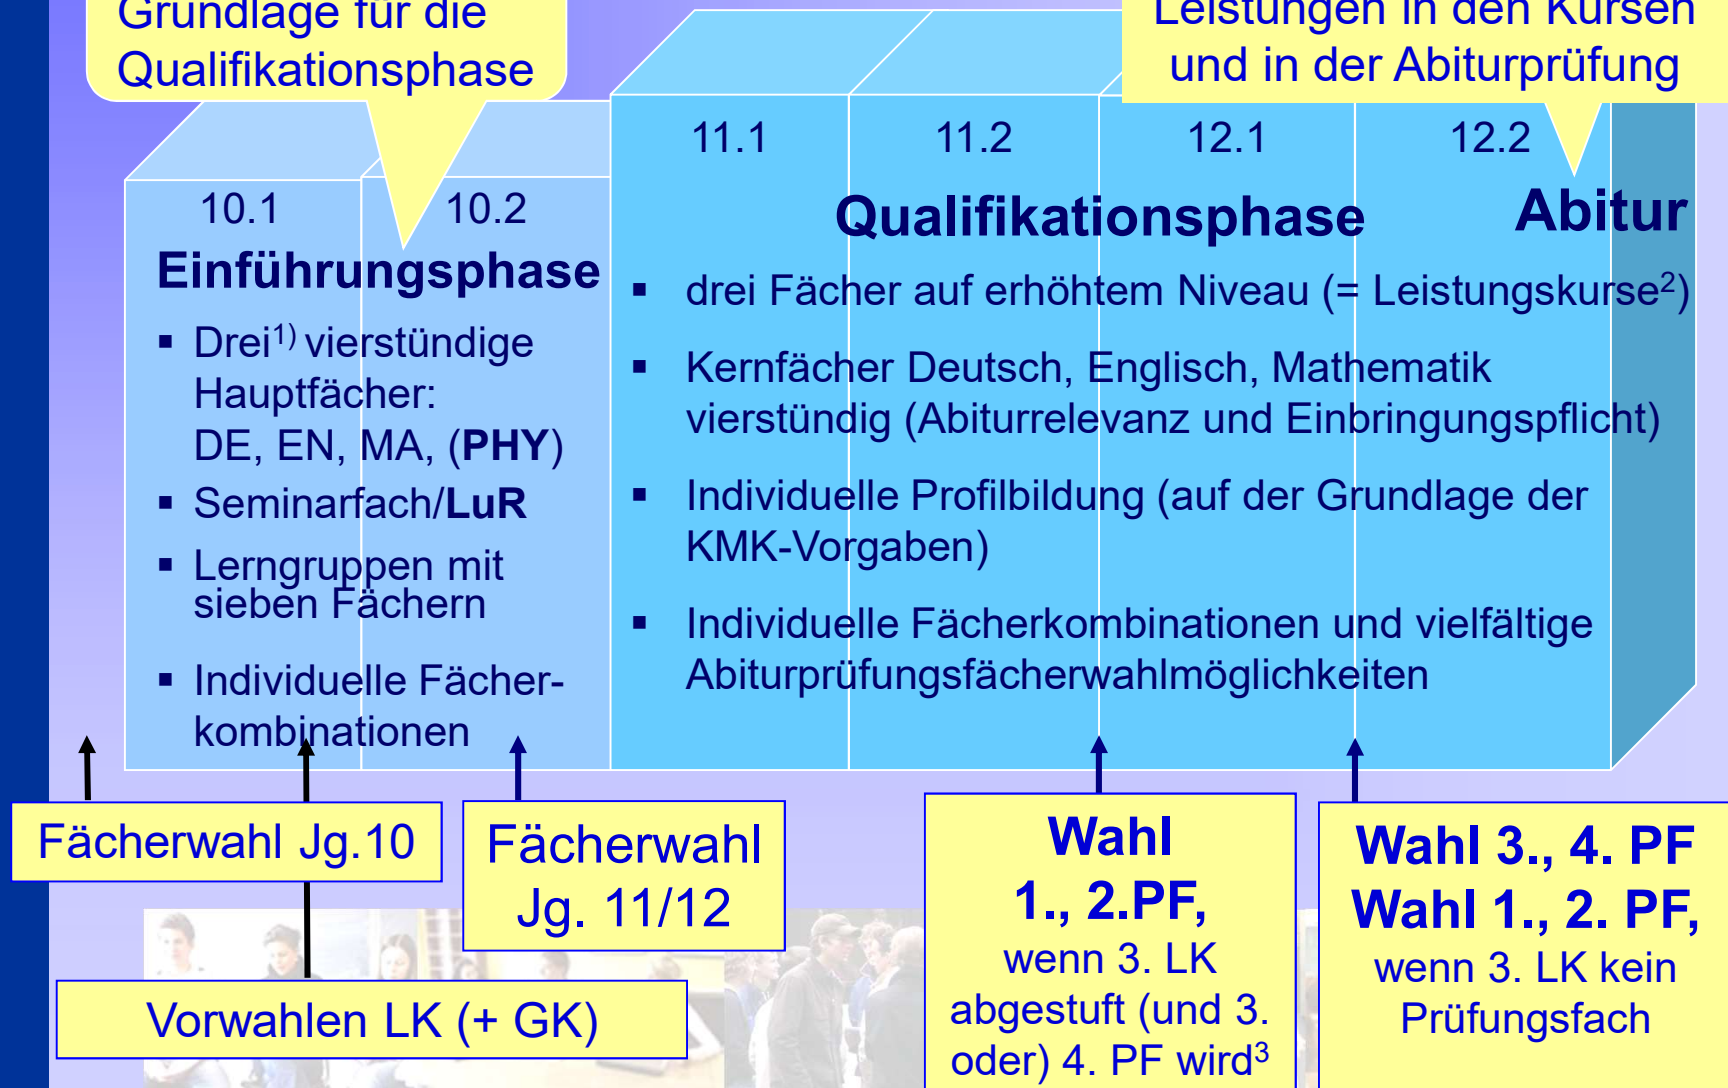 Grundlage für die
Qualifikationsphase
Leistungen in den Kursen
und in der Abiturprüfung
10.1
10.2
Einführungsphase
▪ Drei1) vierstündige
Hauptfächer:
DE, EN, MA, (PHY)
▪ Seminarfach/LuR
▪ Lerngruppen mit
sieben Fächern
▪ Individuelle Fächer-
kombinationen
11.1
11.2
12.1
12.2
Qualifikationsphase
Abitur
▪ drei Fächer auf erhöhtem Niveau (= Leistungskurse2)
▪ Kernfächer Deutsch, Englisch, Mathematik
vierstündig (Abiturrelevanz und Einbringungspflicht)
▪ Individuelle Profilbildung (auf der Grundlage der
KMK-Vorgaben)
▪ Individuelle Fächerkombinationen und vielfältige
Abiturprüfungsfächerwahlmöglichkeiten
Fächerwahl Jg.10
Vorwahlen LK (+ GK)
Fächerwahl
Jg. 11/12
Wahl
1., 2.PF,
wenn 3. LK
abgestuft (und 3.
oder) 4. PF wird3
Wahl 3., 4. PF
Wahl 1., 2. PF,
wenn 3. LK kein
Prüfungsfach